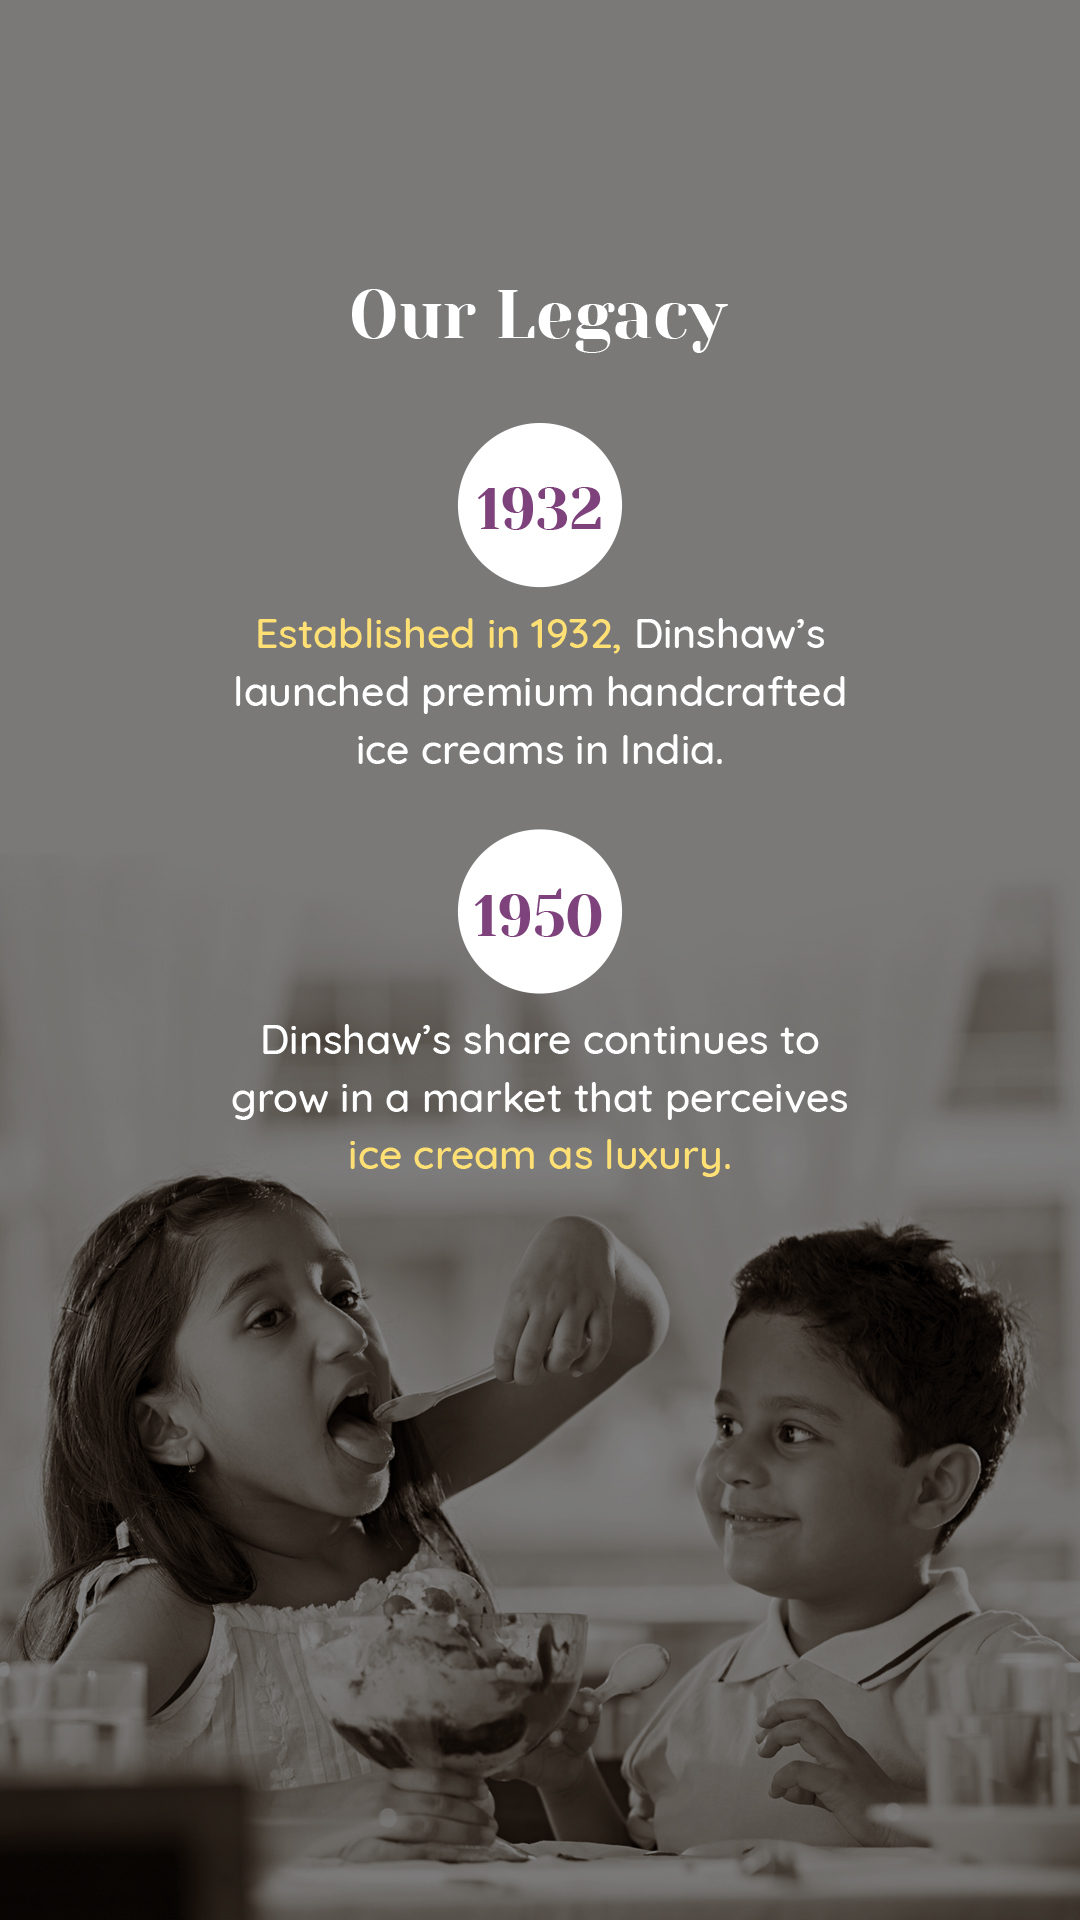 Our Legacy
1932
Established in 1932, Dinshaw’s
launched premium handcrafted
ice creams in India.
1950
Dinshaw’s share continues to
grow in a market that perceives
ice cream as luxury.